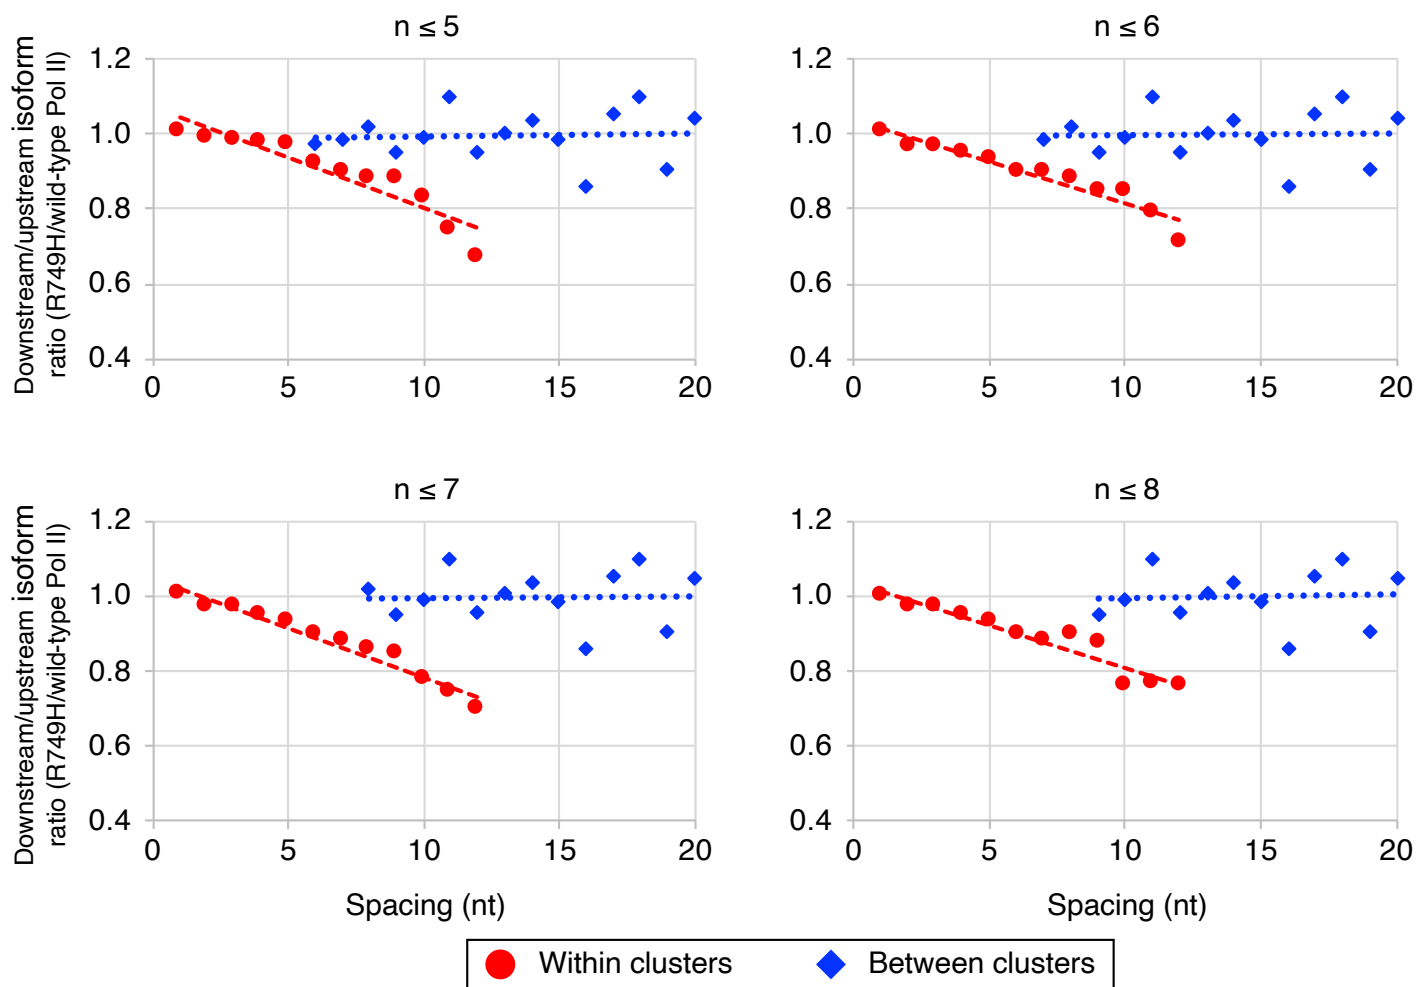 n ≤ 5
n ≤ 6
Downstream/upstream isoform
ratio (R749H/wild-type Pol II)
1.2
1.0
0.8
0.6
0.4
0 5 10 15 20
1.2
1.0
0.8
0.6
0.4
0 5 10 15 20
n ≤ 7
n ≤ 8
Downstream/upstream isoform
ratio (R749H/wild-type Pol II)
1.2
1.0
0.8
0.6
0.4
0 5 10 15 20
Spacing (nt)
1.2
1.0
0.8
0.6
0.4
0 5 10 15 20
Spacing (nt)
Within clusters Between clusters